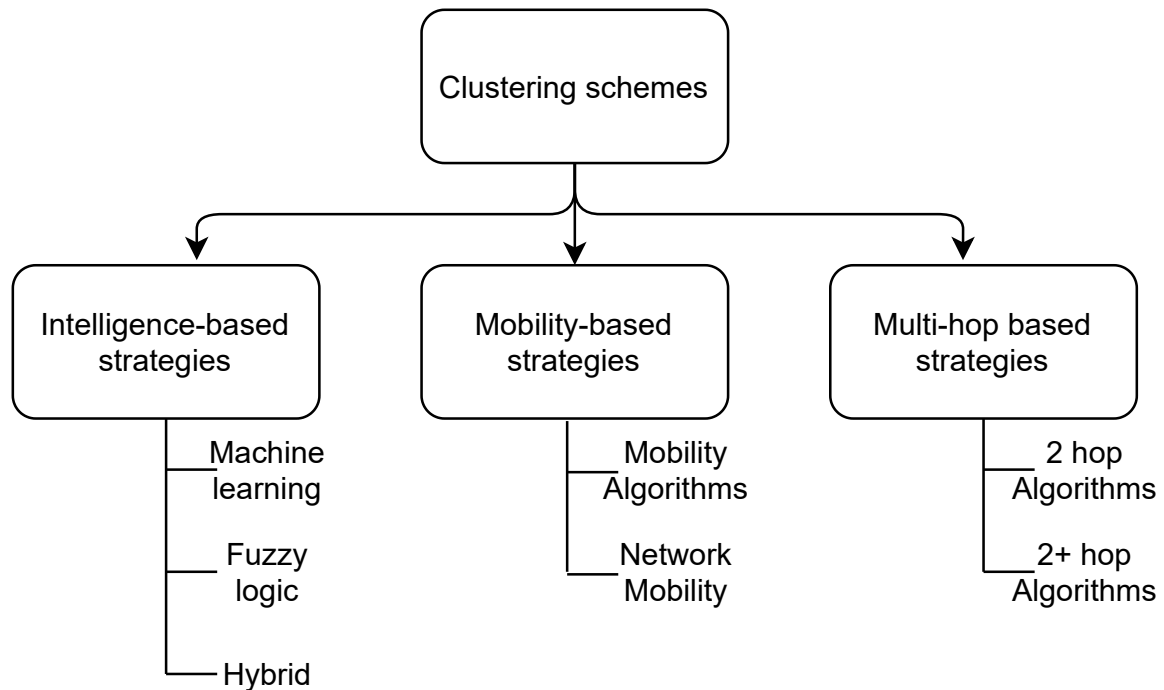 Clustering schemes
Intelligence-based
strategies
Mobility-based
strategies
Multi-hop based
strategies
Machine
learning
Fuzzy
logic
Hybrid
Mobility
Algorithms
Network
Mobility
2 hop
Algorithms
2+ hop
Algorithms